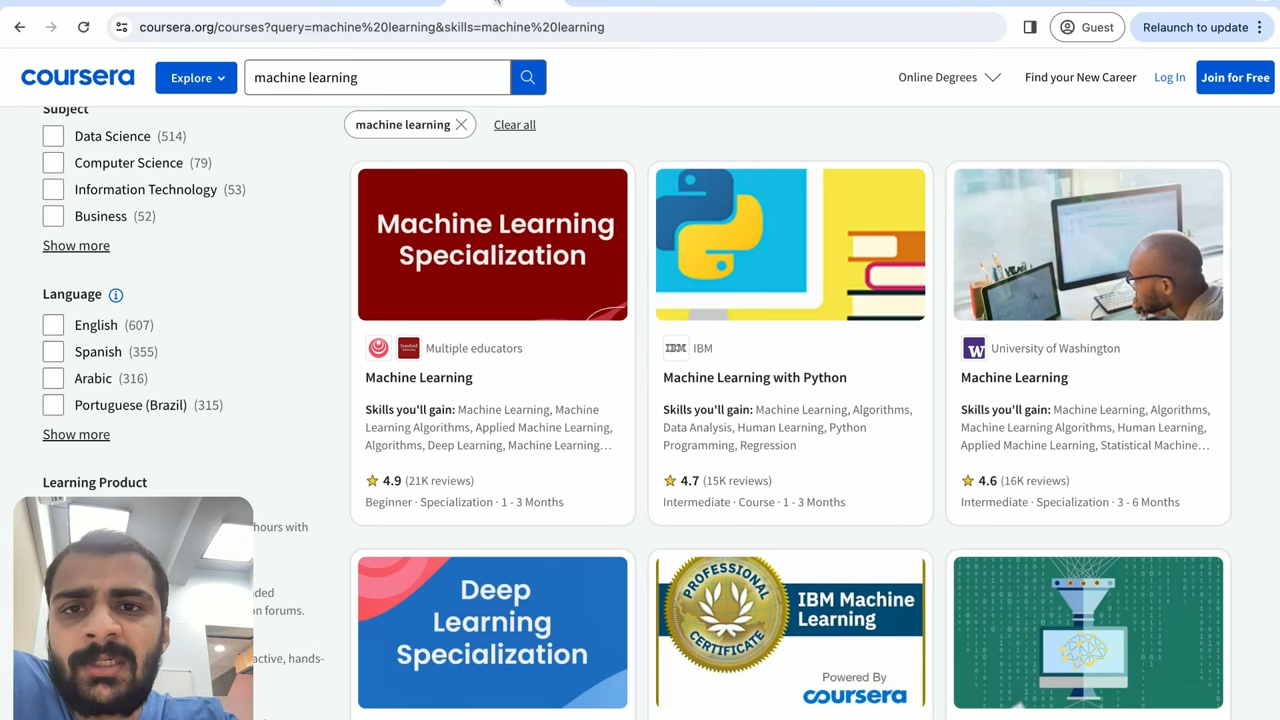 coursera.org/courses?query=machine%20learning&skills=machine%20learning
Guest
Relaunch to update
coursera
Explore
machine learning
Online Degrees
Find your New Career
Log In
Join for Free
Subject
Data Science (514)
Computer Science (79)
Information Technology (53)
Business (52)
Show more
Language
English (607)
Spanish (355)
Arabic (316)
Portuguese (Brazil) (315)
Show more
Learning Product
hours with
on forums.
active, hands-
machine learning
Clear all
Machine Learning
Specialization
Multiple educators
Machine Learning
Skills you'll gain: Machine Learning, Machine
Learning Algorithms, Applied Machine Learning,
Algorithms, Deep Learning, Machine Learning…
4.9 (21K reviews)
Beginner · Specialization · 1 - 3 Months
IBM
IBM
Machine Learning with Python
Skills you'll gain: Machine Learning, Algorithms,
Data Analysis, Human Learning, Python
Programming, Regression
4.7 (15K reviews)
Intermediate · Course · 1 - 3 Months
W
University of Washington
Machine Learning
Skills you'll gain: Machine Learning, Algorithms,
Machine Learning Algorithms, Human Learning,
Applied Machine Learning, Statistical Machine…
4.6 (16K reviews)
Intermediate · Specialization · 3 - 6 Months
Deep
Learning
Specialization
PROFESSIONAL
CERTIFICATE
IBM Machine
Learning
Powered By
coursera